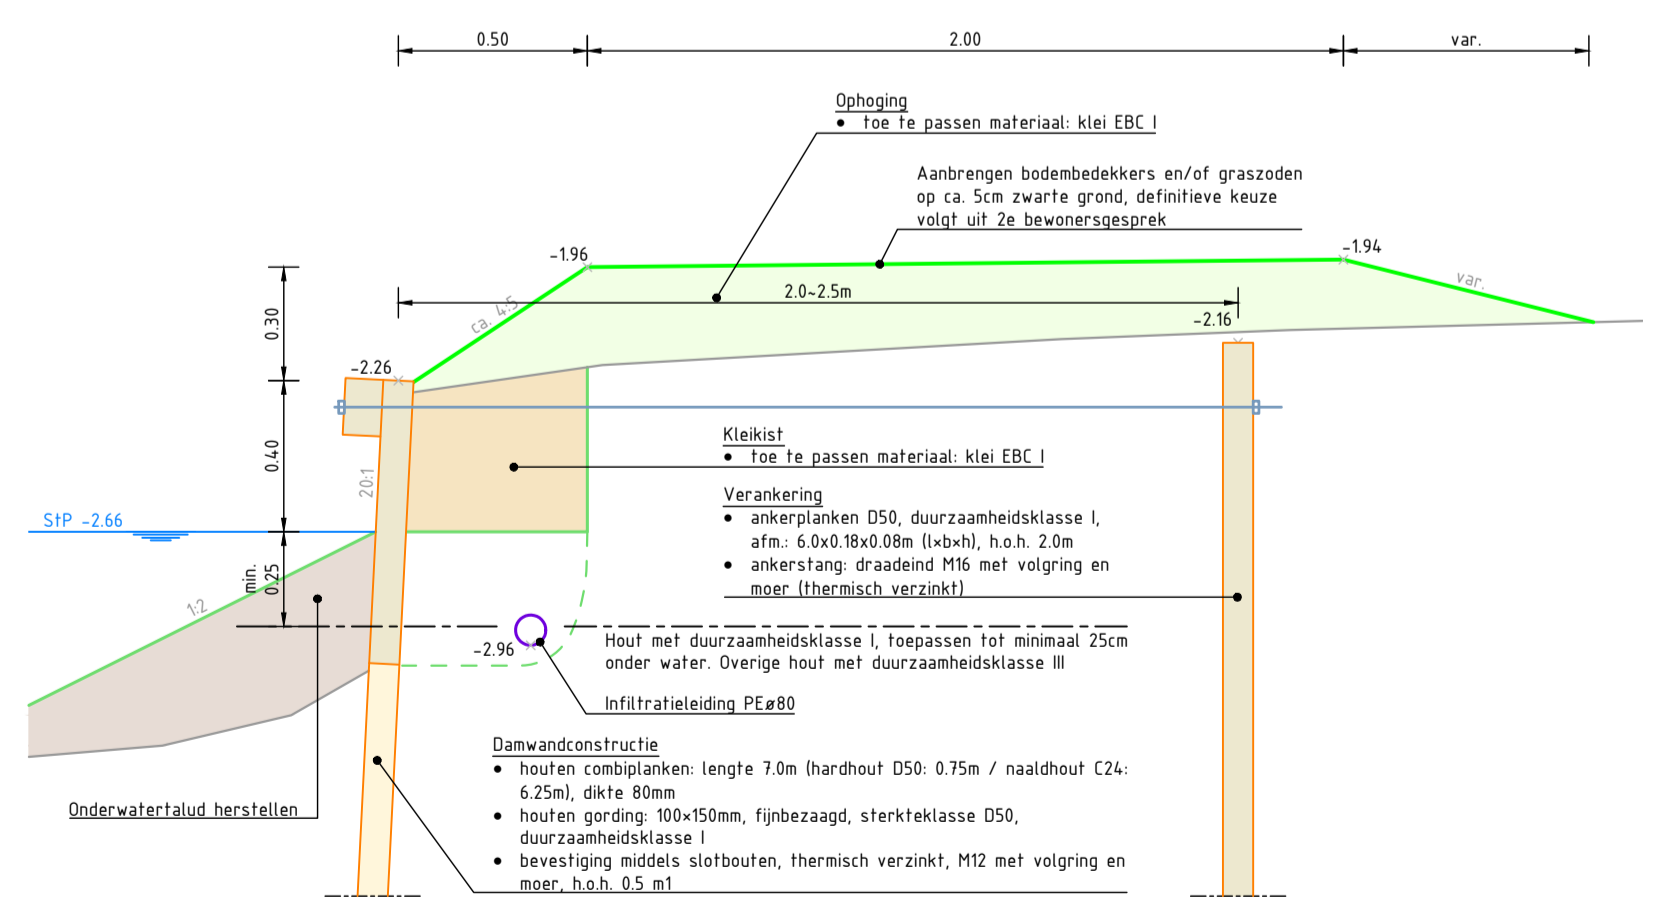 0.50
2.00
var.
Ophoging
• toe te passen materiaal: klei EBC I
Aanbrengen bodembedekkers en/of graszoden
op ca. 5cm zwarte grond, definitieve keuze
volgt uit 2e bewonersgesprek
-1.96
-1.94
var.
2.0~2.5m
-2.16
ca. 4:5
0.30
-2.26
0.40
20:1
Kleikist
• toe te passen materiaal: klei EBC I
Verankering
• ankerplanken D50, duurzaamheidsklasse I,
afm.: 6.0x0.18x0.08m (l×b×h), h.o.h. 2.0m
• ankerstang: draadeind M16 met volgring en
moer (thermisch verzinkt)
StP -2.66
min.
0.25
1:2
-2.96
Hout met duurzaamheidsklasse I, toepassen tot minimaal 25cm
onder water. Overige hout met duurzaamheidsklasse III
Infiltratieleiding PEø80
Damwandconstructie
• houten combiplanken: lengte 7.0m (hardhout D50: 0.75m / naaldhout C24:
6.25m), dikte 80mm
• houten gording: 100×150mm, fijnbezaagd, sterkteklasse D50,
duurzaamheidsklasse I
• bevestiging middels slotbouten, thermisch verzinkt, M12 met volgring en
moer, h.o.h. 0.5 m1
Onderwatertalud herstellen